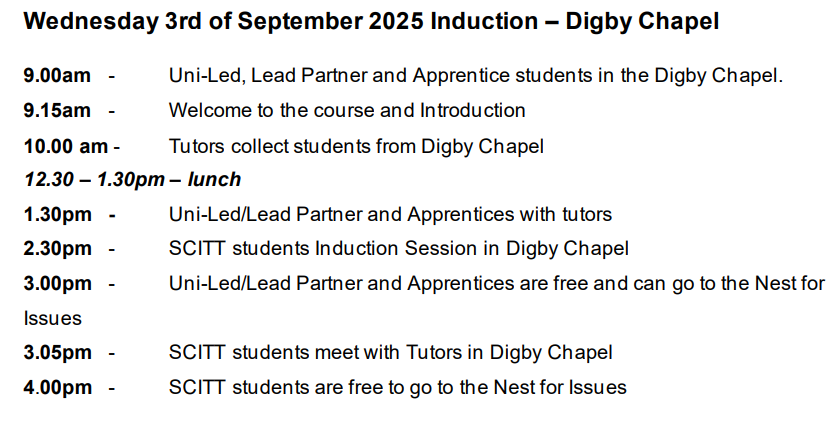 Wednesday 3rd of September 2025 Induction – Digby Chapel
9.00am - Uni-Led, Lead Partner and Apprentice students in the Digby Chapel.
9.15am - Welcome to the course and Introduction
10.00 am - Tutors collect students from Digby Chapel
12.30 – 1.30pm – lunch
1.30pm - Uni-Led/Lead Partner and Apprentices with tutors
2.30pm - SCITT students Induction Session in Digby Chapel
3.00pm - Uni-Led/Lead Partner and Apprentices are free and can go to the Nest for
Issues
3.05pm - SCITT students meet with Tutors in Digby Chapel
4.00pm - SCITT students are free to go to the Nest for Issues